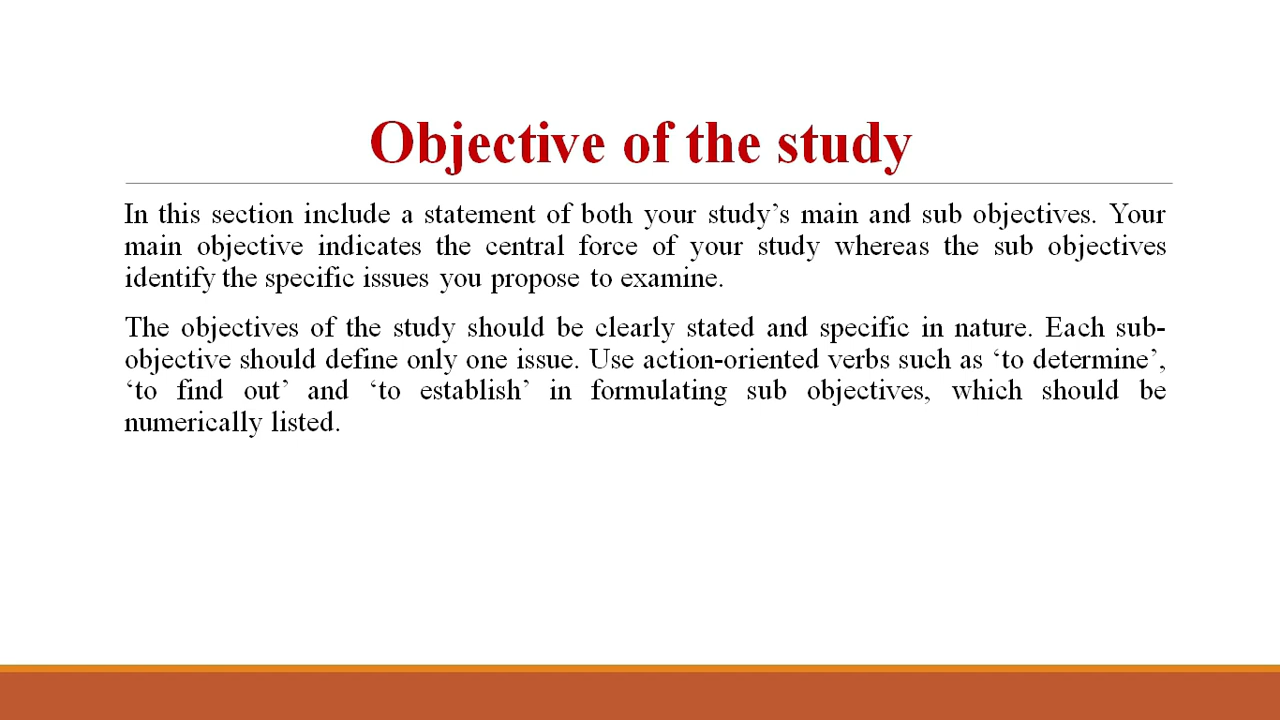 Objective of the study
In this section include a statement of both your study’s main and sub objectives. Your
main objective indicates the central force of your study whereas the sub objectives
identify the specific issues you propose to examine.
The objectives of the study should be clearly stated and specific in nature. Each sub-
objective should define only one issue. Use action-oriented verbs such as ‘to determine’,
‘to find out’ and ‘to establish’ in formulating sub objectives, which should be
numerically listed.